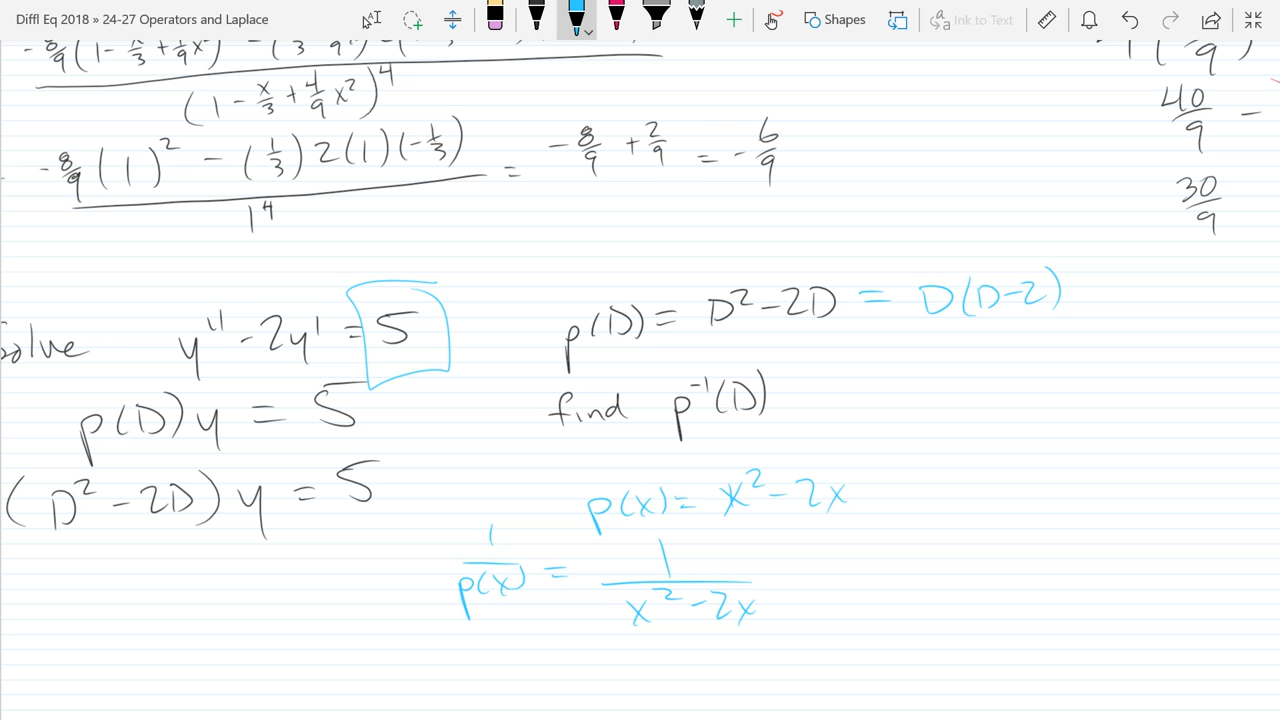 Diffl Eq 2018 » 24-27 Operators and Laplace
Shapes
Ink to Text
(1 - x/3 + 4/9 x²)⁴
-8/9 (1)² - (1/3) 2(1)(-1/3) / 1⁴ = -8/9 + 2/9 = -6/9
40/9 -
30/9
solve y'' - 2y' = 5
p(D) = D² - 2D = D(D-2)
p(D)y = 5
find p⁻¹(D)
(D² - 2D)y = 5
p(x) = x² - 2x
1/p(x) = 1/(x² - 2x)